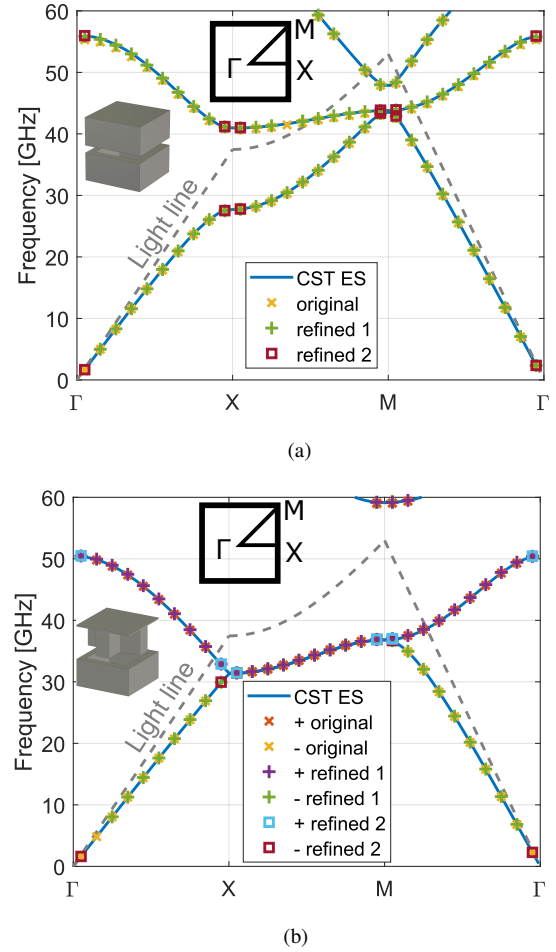 60
50
40
30
20
10
0
Frequency [GHz]
M
Γ
X
Light line
CST ES
original
refined 1
refined 2
Γ
X
M
Γ
(a)
60
50
40
30
20
10
0
Frequency [GHz]
M
Γ
X
Light line
CST ES
+ original
- original
+ refined 1
- refined 1
+ refined 2
- refined 2
Γ
X
M
Γ
(b)